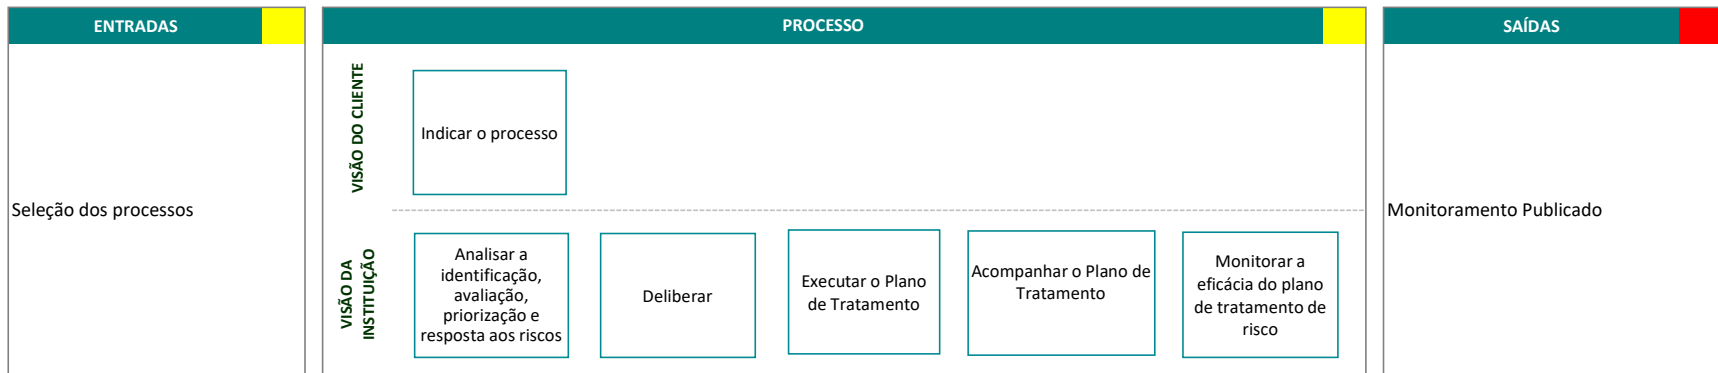 ENTRADAS
PROCESSO
SAÍDAS
Seleção dos processos
VISÃO DO CLIENTE
Indicar o processo
VISÃO DA
INSTITUIÇÃO
Analisar a
identificação,
avaliação,
priorização e
resposta aos riscos
Deliberar
Executar o Plano
de Tratamento
Acompanhar o Plano de
Tratamento
Monitorar a
eficácia do plano
de tratamento de
risco
Monitoramento Publicado